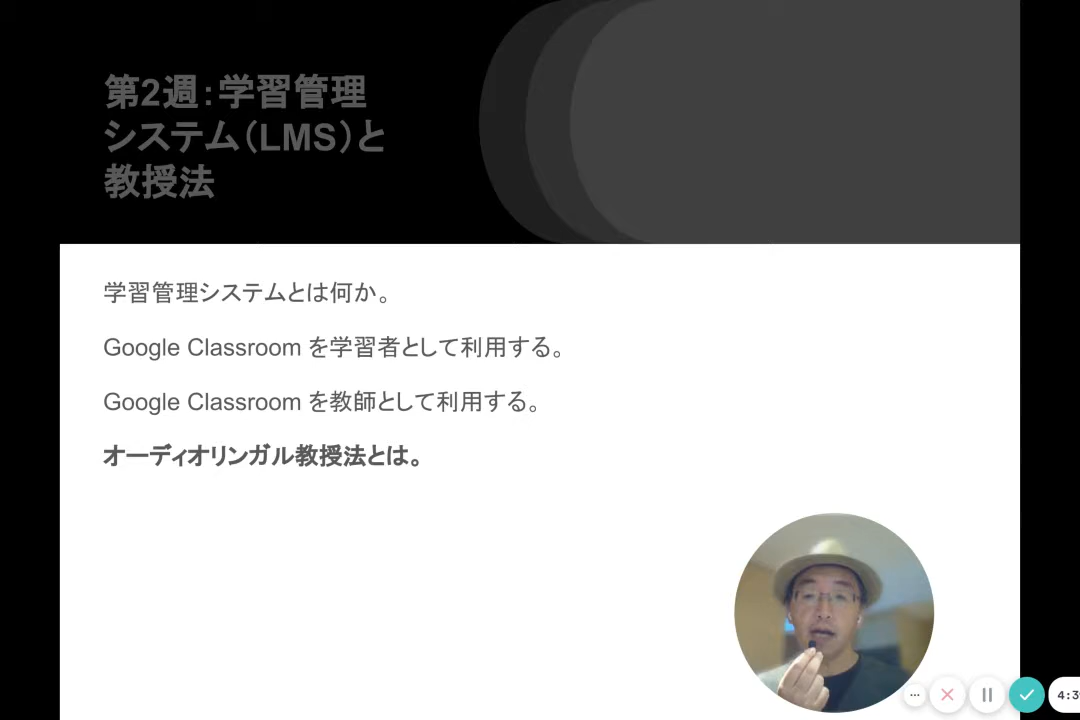 第2週：学習管理
システム（LMS）と
教授法
学習管理システムとは何か。
Google Classroom を学習者として利用する。
Google Classroom を教師として利用する。
オーディオリンガル教授法とは。